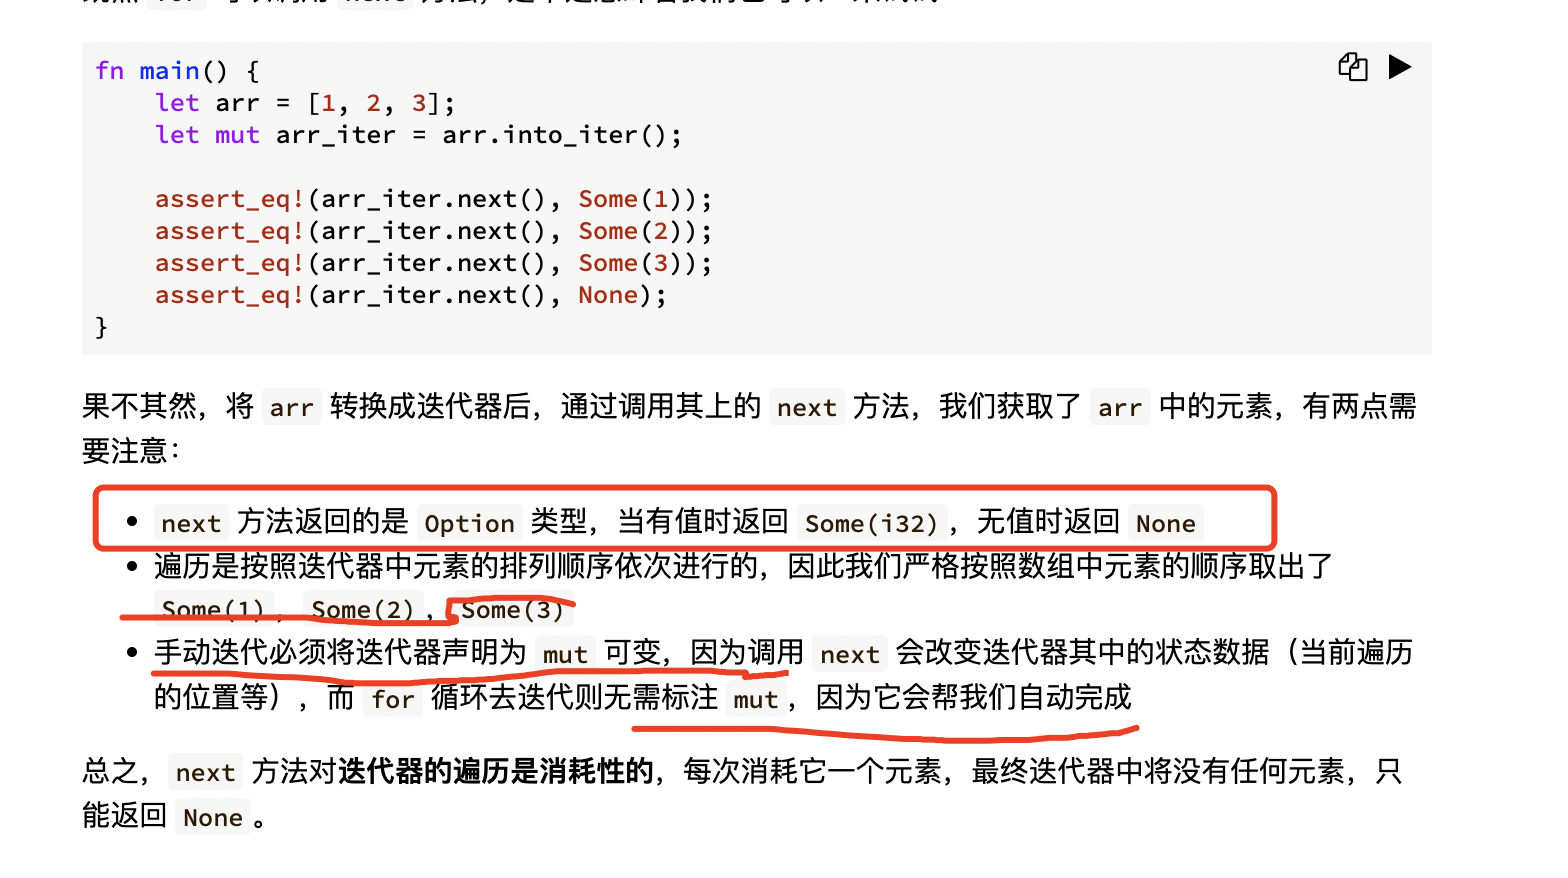 fn main() {
    let arr = [1, 2, 3];
    let mut arr_iter = arr.into_iter();
    assert_eq!(arr_iter.next(), Some(1));
    assert_eq!(arr_iter.next(), Some(2));
    assert_eq!(arr_iter.next(), Some(3));
    assert_eq!(arr_iter.next(), None);
}
果不其然，将 arr 转换成迭代器后，通过调用其上的 next 方法，我们获取了 arr 中的元素，有两点需
要注意：
• next 方法返回的是 Option 类型，当有值时返回 Some(i32)，无值时返回 None
• 遍历是按照迭代器中元素的排列顺序依次进行的，因此我们严格按照数组中元素的顺序取出了
Some(1)，Some(2)，Some(3)
• 手动迭代必须将迭代器声明为 mut 可变，因为调用 next 会改变迭代器其中的状态数据（当前遍历
的位置等），而 for 循环去迭代则无需标注 mut，因为它会帮我们自动完成
总之，next 方法对迭代器的遍历是消耗性的，每次消耗它一个元素，最终迭代器中将没有任何元素，只
能返回 None。